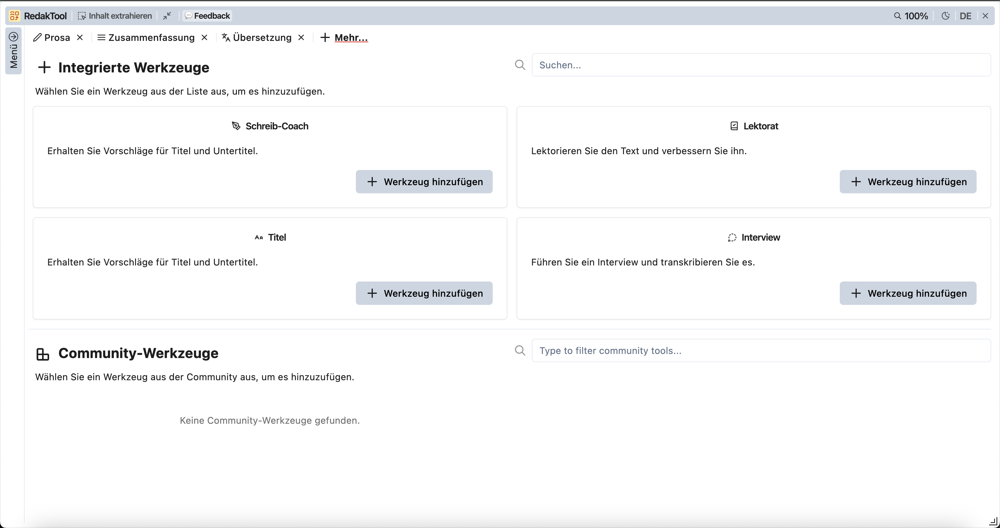 RedakTool
Inhalt extrahieren
Feedback
100%
DE
Menü
Prosa
Zusammenfassung
Übersetzung
Mehr...
Integrierte Werkzeuge
Suchen...
Wählen Sie ein Werkzeug aus der Liste aus, um es hinzuzufügen.
Schreib-Coach
Erhalten Sie Vorschläge für Titel und Untertitel.
Werkzeug hinzufügen
Lektorat
Lektorieren Sie den Text und verbessern Sie ihn.
Werkzeug hinzufügen
Titel
Erhalten Sie Vorschläge für Titel und Untertitel.
Werkzeug hinzufügen
Interview
Führen Sie ein Interview und transkribieren Sie es.
Werkzeug hinzufügen
Community-Werkzeuge
Type to filter community tools...
Wählen Sie ein Werkzeug aus der Community aus, um es hinzuzufügen.
Keine Community-Werkzeuge gefunden.